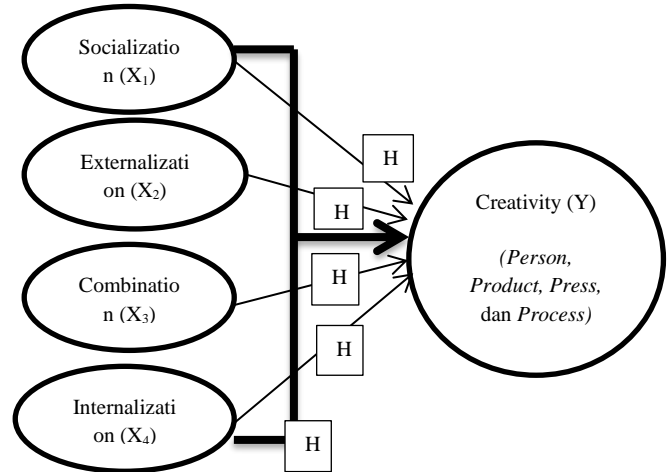 Socializatio
n (X₁)
H
Externalizati
on (X₂)
H
Creativity (Y)
(Person,
Product, Press,
dan Process)
Combinatio
n (X₃)
H
H
Internalizati
on (X₄)
H